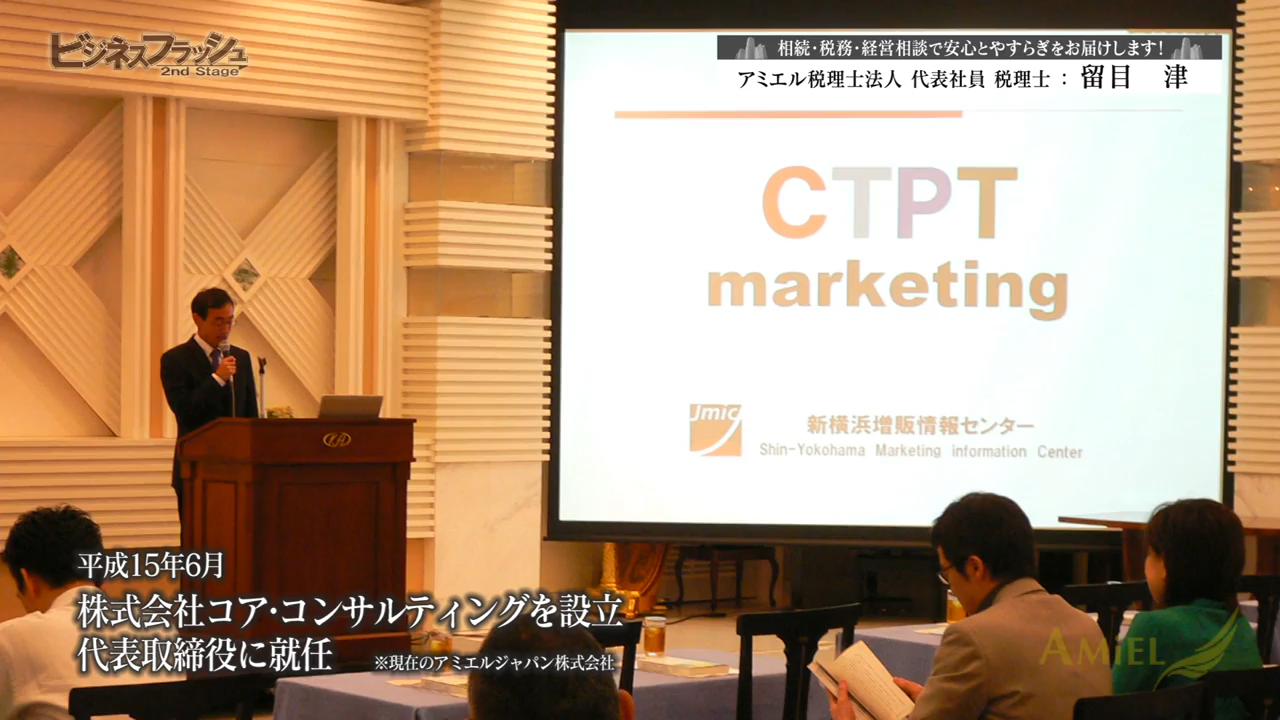 ビジネスフラッシュ
2nd Stage
相続・税務・経営相談で安心とやすらぎをお届けします!
アミエル税理士法人 代表社員 税理士 : 留目 津
CTPT
marketing
Jmic
新横浜増販情報センター
Shin-Yokohama Marketing information Center
平成15年6月
株式会社コア・コンサルティングを設立
代表取締役に就任 ※現在のアミエルジャパン株式会社
AMiEL